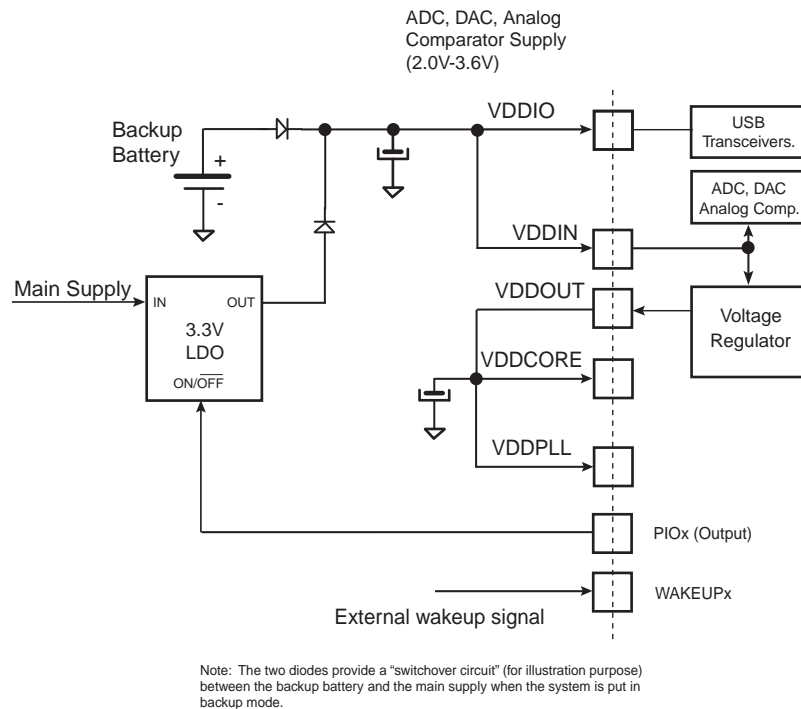 ADC, DAC, Analog
Comparator Supply
(2.0V-3.6V)
VDDIO
USB
Transceivers.
Backup
Battery
+
-
ADC, DAC
Analog Comp.
VDDIN
Main Supply
IN
OUT
3.3V
LDO
ON/OFF
VDDOUT
Voltage
Regulator
VDDCORE
VDDPLL
PIOx (Output)
WAKEUPx
External wakeup signal
Note: The two diodes provide a “switchover circuit” (for illustration purpose)
between the backup battery and the main supply when the system is put in
backup mode.